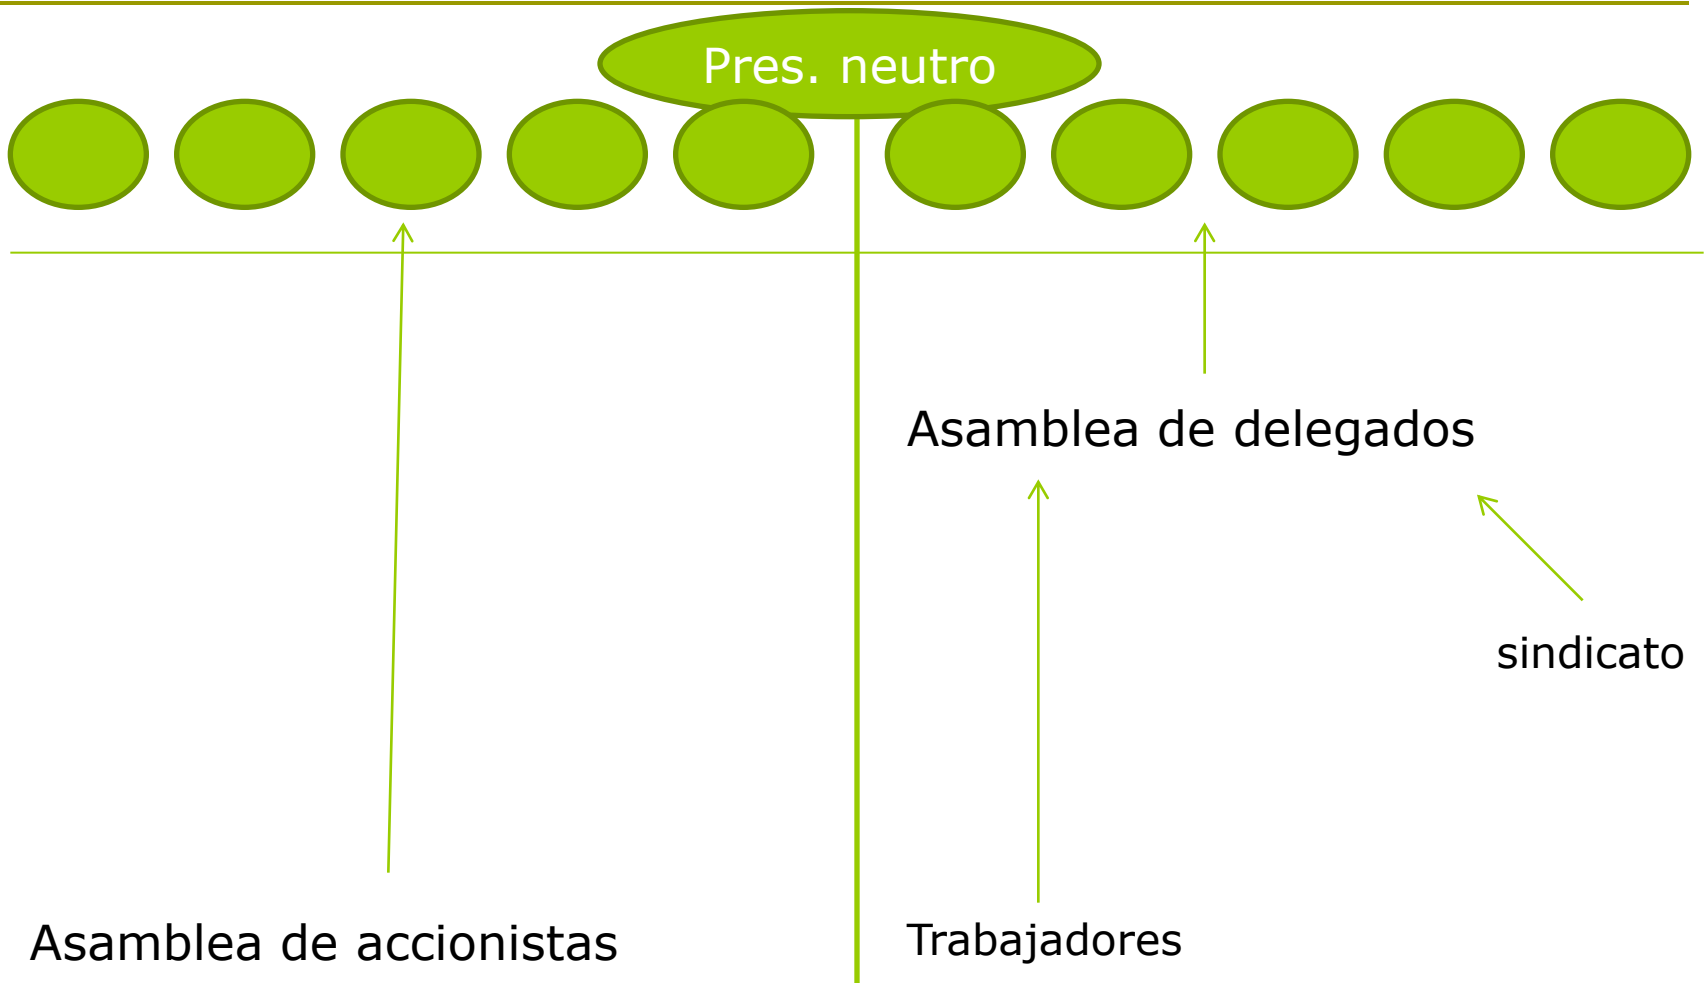 Pres. neutro
Asamblea de delegados
sindicato
Asamblea de accionistas
Trabajadores